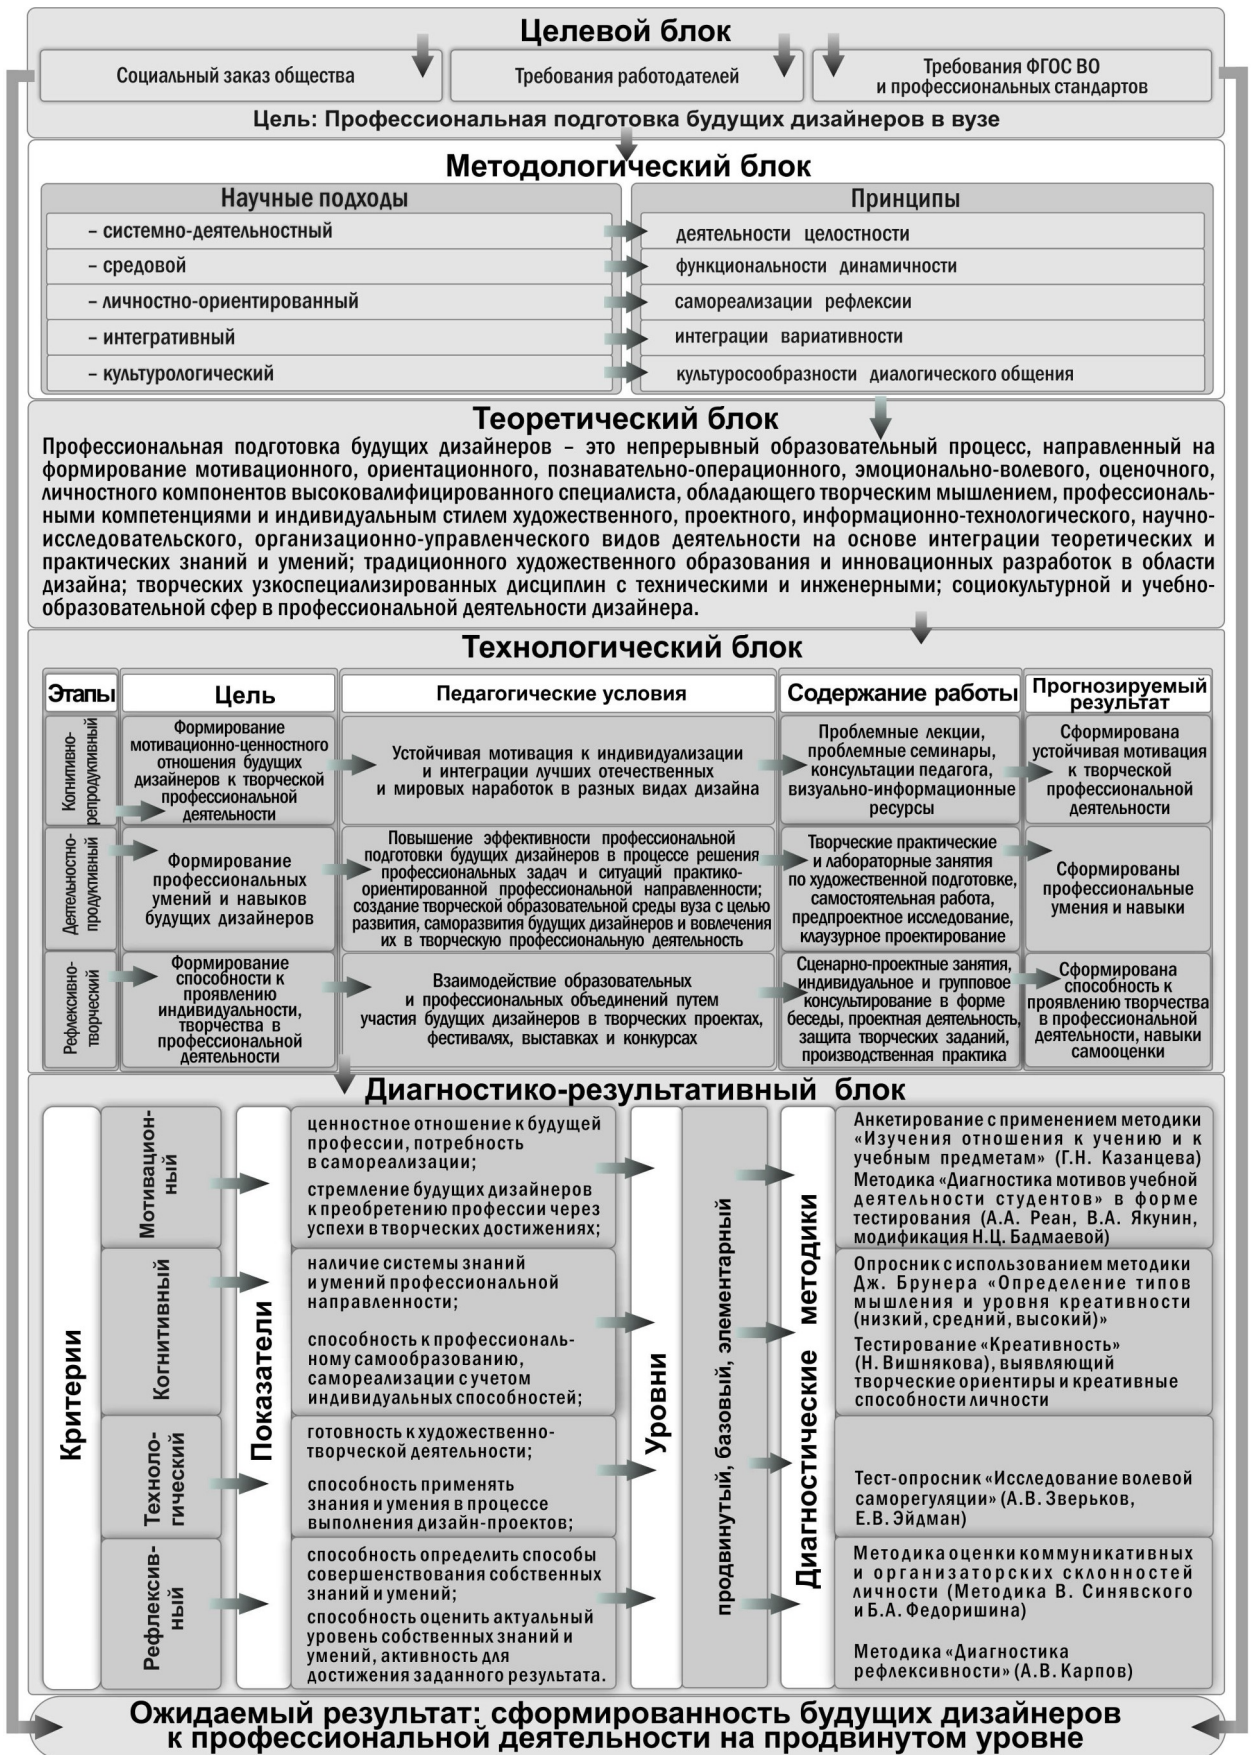 Целевой блок
Социальный заказ общества
Требования работодателей
Требования ФГОС ВО
и профессиональных стандартов
Цель: Профессиональная подготовка будущих дизайнеров в вузе
Методологический блок
Научные подходы
Принципы
– системно-деятельностный
деятельности целостности
– средовой
функциональности динамичности
– личностно-ориентированный
самореализации рефлексии
– интегративный
интеграции вариативности
– культурологический
культуросообразности диалогического общения
Теоретический блок
Профессиональная подготовка будущих дизайнеров – это непрерывный образовательный процесс, направленный на
формирование мотивационного, ориентационного, познавательно-операционного, эмоционально-волевого, оценочного,
личностного компонентов высоковалифицированного специалиста, обладающего творческим мышлением, профессиональ-
ными компетенциями и индивидуальным стилем художественного, проектного, информационно-технологического, научно-
исследовательского, организационно-управленческого видов деятельности на основе интеграции теоретических и
практических знаний и умений; традиционного художественного образования и инновационных разработок в области
дизайна; творческих узкоспециализированных дисциплин с техническими и инженерными; социокультурной и учебно-
образовательной сфер в профессиональной деятельности дизайнера.
Технологический блок
Этапы
Цель
Педагогические условия
Содержание работы
Прогнозируемый
результат
Когнитивно-
репродуктивный
Формирование
мотивационно-ценностного
отношения будущих
дизайнеров к творческой
профессиональной
деятельности
Устойчивая мотивация к индивидуализации
и интеграции лучших отечественных
и мировых наработок в разных видах дизайна
Проблемные лекции,
проблемные семинары,
консультации педагога,
визуально-информационные
ресурсы
Сформирована
устойчивая мотивация
к творческой
профессиональной
деятельности
Деятельностно-
продуктивный
Формирование
профессиональных
умений и навыков
будущих дизайнеров
Повышение эффективности профессиональной
подготовки будущих дизайнеров в процессе решения
профессиональных задач и ситуаций практико-
ориентированной профессиональной направленности;
создание творческой образовательной среды вуза с целью
развития, саморазвития будущих дизайнеров и вовлечения
их в творческую профессиональную деятельность
Творческие практические
и лабораторные занятия
по художественной подготовке,
самостоятельная работа,
предпроектное исследование,
клаузурное проектирование
Сформированы
профессиональные
умения и навыки
Рефлексивно-
творческий
Формирование
способности к
проявлению
индивидуальности,
творчества в
профессиональной
деятельности
Взаимодействие образовательных
и профессиональных объединений путем
участия будущих дизайнеров в творческих проектах,
фестивалях, выставках и конкурсах
Сценарно-проектные занятия,
индивидуальное и групповое
консультирование в форме
беседы, проектная деятельность,
защита творческих заданий,
производственная практика
Сформирована
способность к
проявлению творчества
в профессиональной
деятельности, навыки
самооценки
Диагностико-результативный блок
Критерии
Мотивацион-
ный
Когнитивный
Техноло-
гический
Рефлексив-
ный
Показатели
ценностное отношение к будущей
профессии, потребность
в самореализации;
стремление будущих дизайнеров
к преобретению профессии через
успехи в творческих достижениях;
наличие системы знаний
и умений профессиональной
направленности;
способность к профессиональ-
ному самообразованию,
самореализации с учетом
индивидуальных способностей;
готовность к художественно-
творческой деятельности;
способность применять
знания и умения в процессе
выполнения дизайн-проектов;
способность определить способы
совершенствования собственных
знаний и умений;
способность оценить актуальный
уровень собственных знаний и
умений, активность для
достижения заданного результата.
Уровни
продвинутый, базовый, элементарный
Диагностические методики
Анкетирование с применением методики
«Изучения отношения к учению и к
учебным предметам» (Г.Н. Казанцева)
Методика «Диагностика мотивов учебной
деятельности студентов» в форме
тестирования (А.А. Реан, В.А. Якунин,
модификация Н.Ц. Бадмаевой)
Опросник с использованием методики
Дж. Брунера «Определение типов
мышления и уровня креативности
(низкий, средний, высокий)»
Тестирование «Креативность»
(Н. Вишнякова), выявляющий
творческие ориентиры и креативные
способности личности
Тест-опросник «Исследование волевой
саморегуляции» (А.В. Зверьков,
Е.В. Эйдман)
Методика оценки коммуникативных
и организаторских склонностей
личности (Методика В. Синявского
и Б.А. Федоришина)
Методика «Диагностика
рефлексивности» (А.В. Карпов)
Ожидаемый результат: сформированность будущих дизайнеров
к профессиональной деятельности на продвинутом уровне